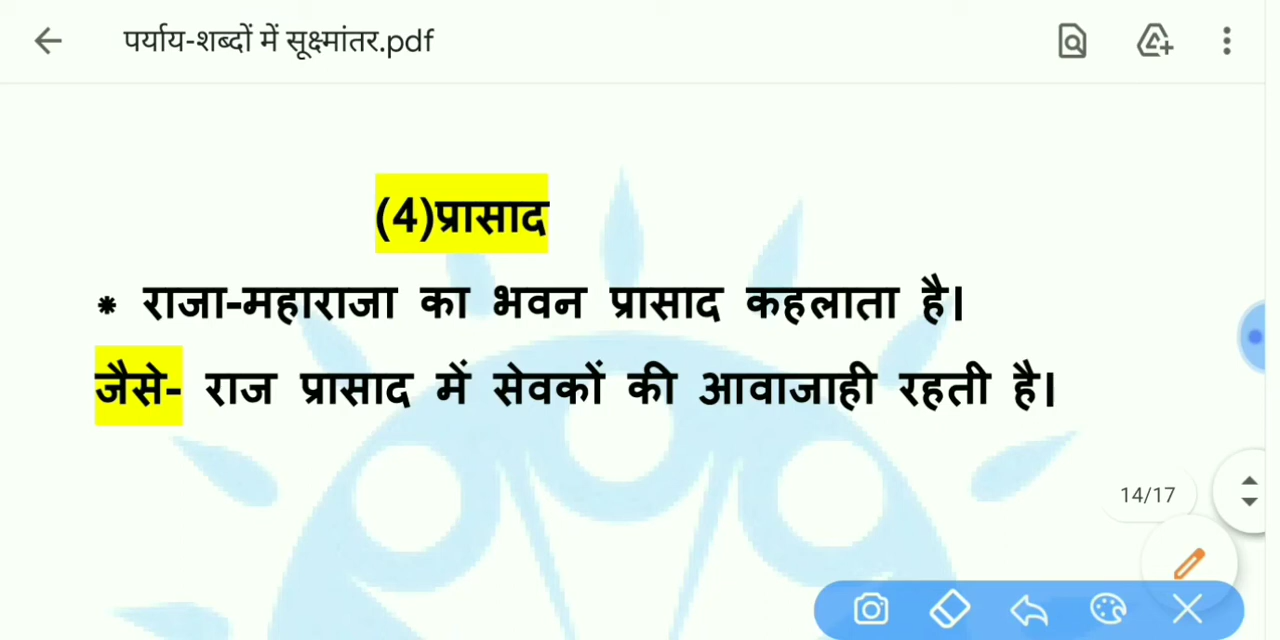 पर्याय-शब्दों में सूक्ष्मांतर.pdf
(4)प्रासाद
* राजा-महाराजा का भवन प्रासाद कहलाता है।
जैसे- राज प्रासाद में सेवकों की आवाजाही रहती है।
14/17